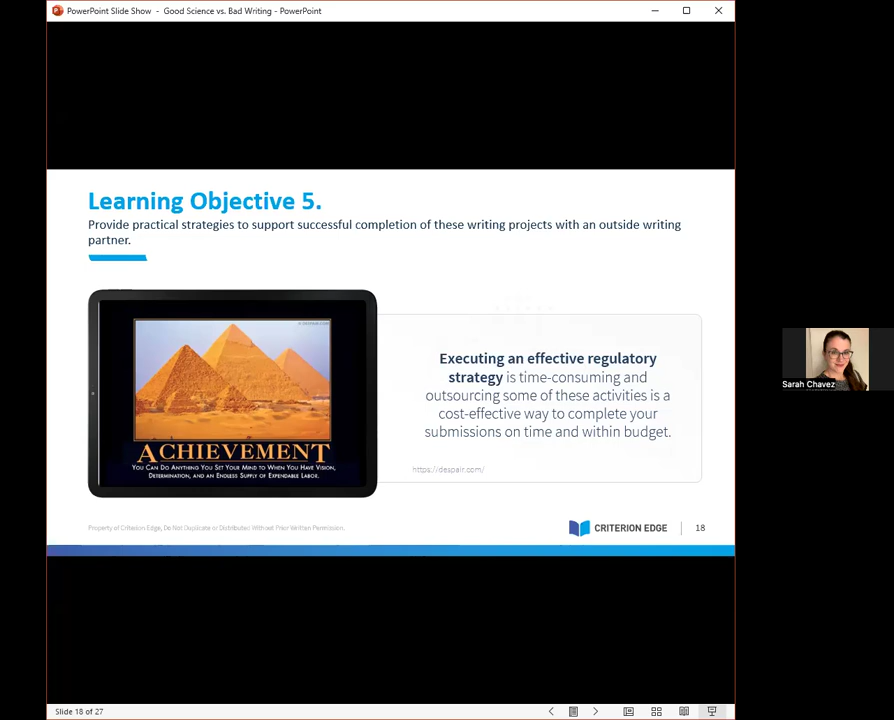 PowerPoint Slide Show - Good Science vs. Bad Writing - PowerPoint
Learning Objective 5.
Provide practical strategies to support successful completion of these writing projects with an outside writing
partner.
© despair.com
ACHIEVEMENT
YOU CAN DO ANYTHING YOU SET YOUR MIND TO WHEN YOU HAVE VISION,
DETERMINATION, AND AN ENDLESS SUPPLY OF EXPENDABLE LABOR.
Executing an effective regulatory
strategy is time-consuming and
outsourcing some of these activities is a
cost-effective way to complete your
submissions on time and within budget.
https://despair.com/
Sarah Chavez
Property of Criterion Edge, Do Not Duplicate or Distributed Without Prior Written Permission.
CRITERION EDGE
18
Slide 18 of 27